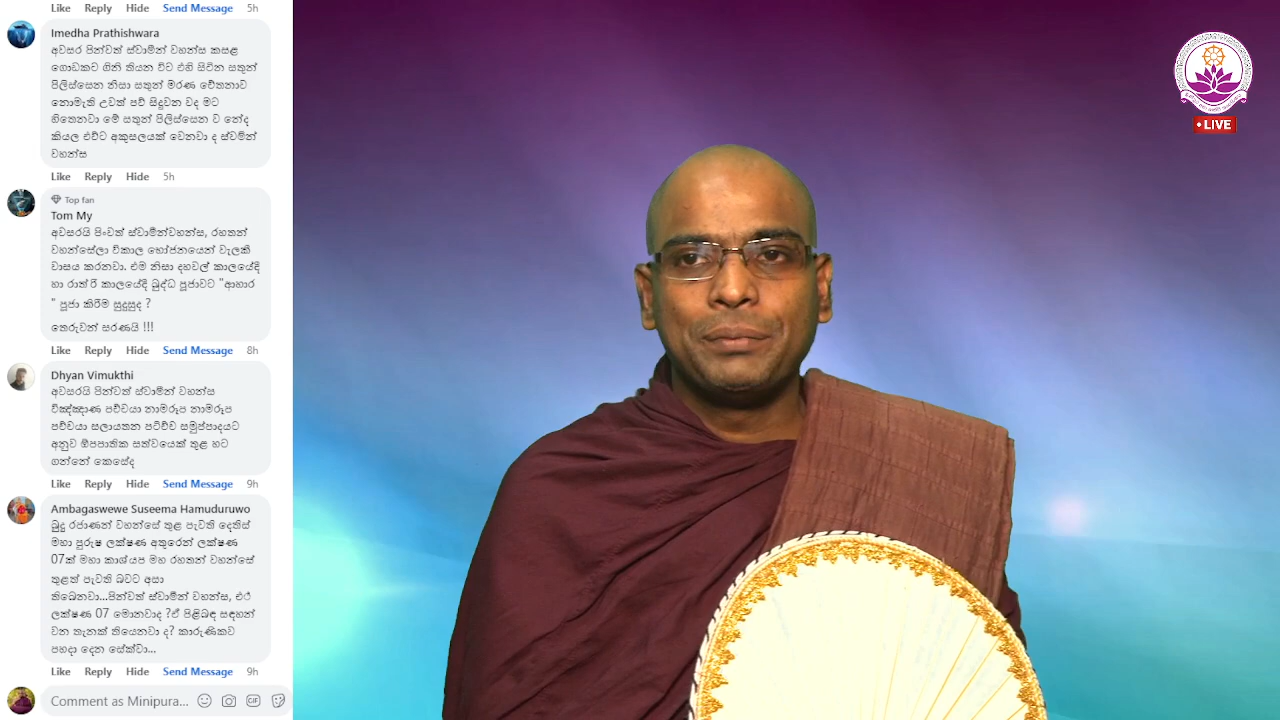 Like Reply Hide Send Message 5h
Imedha Prathishwara
අවසර පින්වත් ස්වාමින් වහන්ස කසළ
ගොඩකට ගිනි තියන විට එහි සිටින සතුන්
පිලිස්සෙන නිසා සතුන් මරණ චේතනාව
නොමැති උවත් පව් සිදුවන වද මට
හිතෙනවා මේ සතුන් පිලිස්සෙන ව නේද
කියල එවිට අකුසලයක් වෙනවා ද ස්වමින්
වහන්ස
Like Reply Hide 5h
Top fan
Tom My
අවසරයි පිංවත් ස්වාමීන්වහන්ස, රහතන්
වහන්සේලා විකාල භෝජනයෙන් වැලකී
වාසය කරනවා. එම නිසා දහවල් කාලයේදි
හා රාත්‍රී කාලයේදී බුද්ධ පූජාවට "ආහාර
" පූජා කිරීම සුදුසුද ?
තෙරුවන් සරණයි !!!
Like Reply Hide Send Message 8h
Dhyan Vimukthi
අවසරයි පින්වත් ස්වාමීන් වහන්ස
විඤ්ඤාණ පච්චයා නාමරූප නාමරූප
පච්චයා සලායතන පටිච්ච සමුප්පාදයට
අනුව ඕපපාතික සත්වයෙක් තුළ හට
ගන්නේ කෙසේද
Like Reply Hide Send Message 9h
Ambagaswewe Suseema Hamuduruwo
බුදු රජාණන් වහන්සේ තුළ පැවති දෙතිස්
මහා පුරුෂ ලක්ෂණ අතුරෙන් ලක්ෂණ
07ක් මහා කාශ්‍යප මහ රහතන් වහන්සේ
තුළත් පැවති බවට අසා
තිබෙනවා...පින්වත් ස්වාමීන් වහන්ස, එම
ලක්ෂණ 07 මොනවාද ?ඒ පිළිබඳ සඳහන්
වන තැනක් තියෙනවා ද? කාරුණිකව
පහදා දෙන සේක්වා...
Like Reply Hide Send Message 9h
Comment as Minipura...
GIF
• LIVE